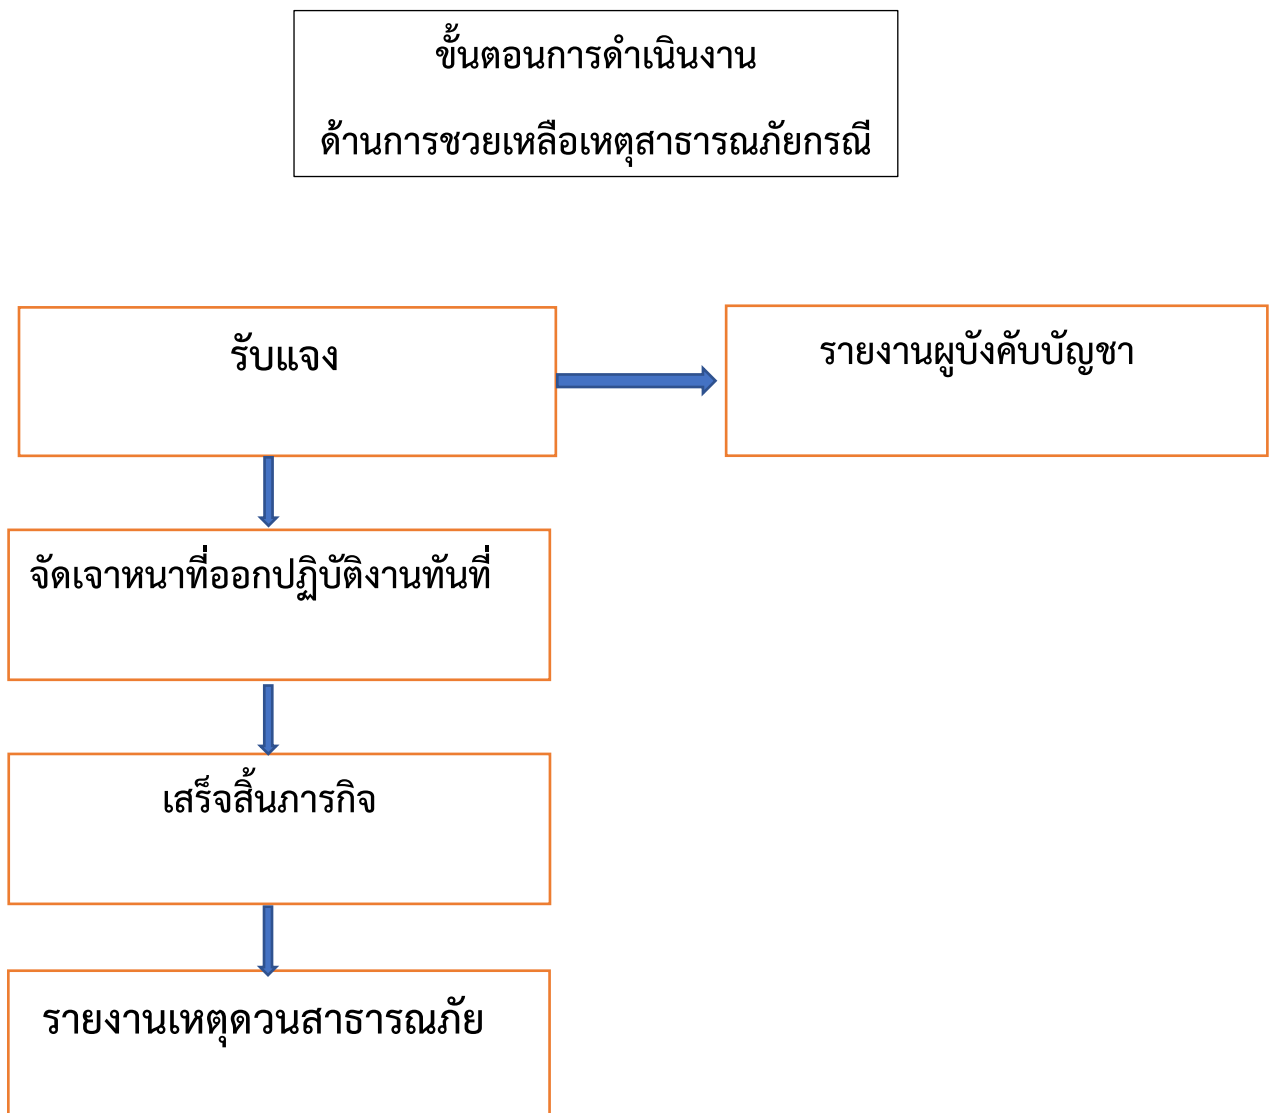 ขั้นตอนการดำเนินงาน
ด้านการชวยเหลือเหตุสาธารณภัยกรณี
รับแจง
รายงานผูบังคับบัญชา
จัดเจาหนาที่ออกปฏิบัติงานทันที่
เสร็จสิ้นภารกิจ
รายงานเหตุดวนสาธารณภัย